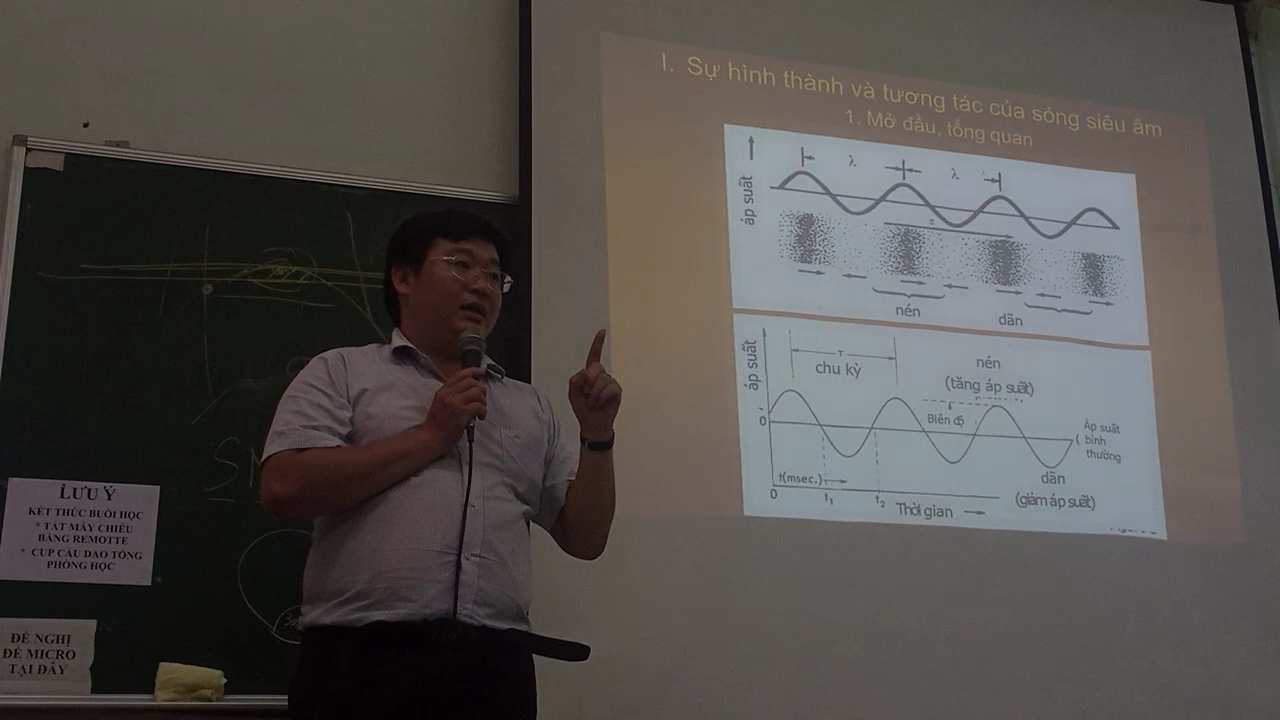 I. Sự hình thành và tương tác của sóng siêu âm
1. Mở đầu, tổng quan
áp suất
λ
λ
nén
dãn
áp suất
T
chu kỳ
nén
(tăng áp suất)
Biên độ
0
Áp suất
bình
thường
dãn
(giảm áp suất)
t(msec.)
0
t1
t2
Thời gian
LƯU Ý
KẾT THÚC BUỔI HỌC
* TẮT MÁY CHIẾU
BẰNG REMOTTE
* CUP CẦU DAO TỔNG
PHÒNG HỌC
ĐỀ NGHỊ
ĐỂ MICRO
TẠI ĐÂY